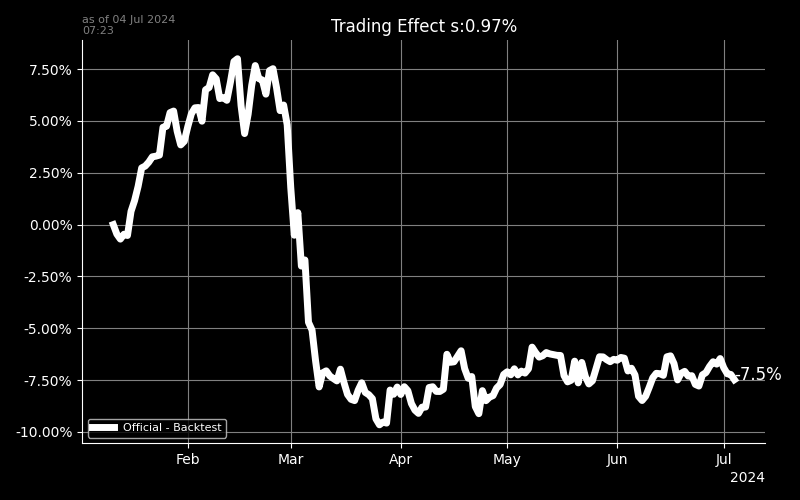 as of 04 Jul 2024
07:23
Trading Effect s:0.97%
7.50%
5.00%
2.50%
0.00%
-2.50%
-5.00%
-7.50%
-10.00%
-7.5%
Official - Backtest
Feb
Mar
Apr
May
Jun
Jul
2024